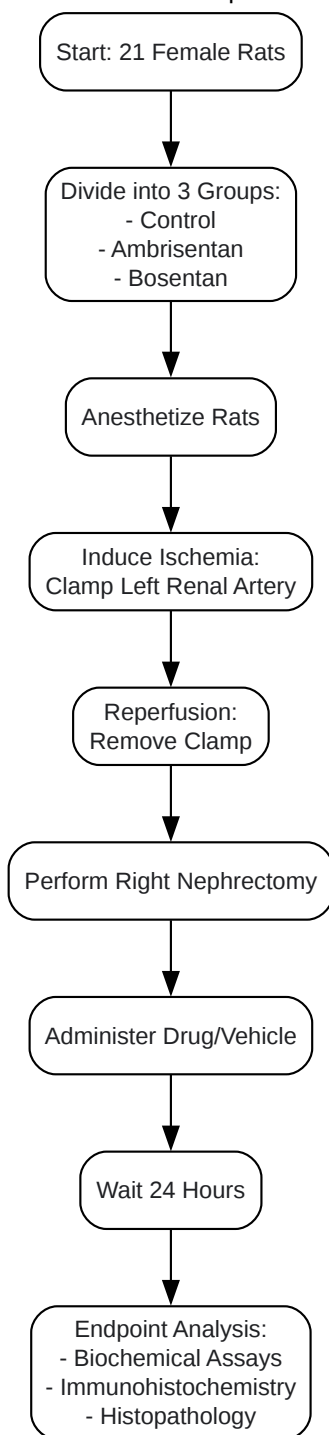 Start: 21 Female Rats
Divide into 3 Groups:
- Control
- Ambrisentan
- Bosentan
Anesthetize Rats
Induce Ischemia:
Clamp Left Renal Artery
Reperfusion:
Remove Clamp
Perform Right Nephrectomy
Administer Drug/Vehicle
Wait 24 Hours
Endpoint Analysis:
- Biochemical Assays
- Immunohistochemistry
- Histopathology